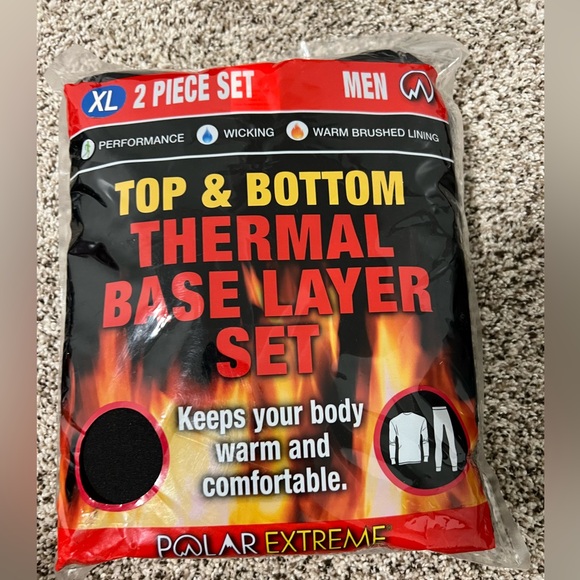 XL 2 PIECE SET MEN
PERFORMANCE WICKING WARM BRUSHED LINING
TOP & BOTTOM
THERMAL
BASE LAYER
SET
Keeps your body
warm and
comfortable.
POLAR EXTREME